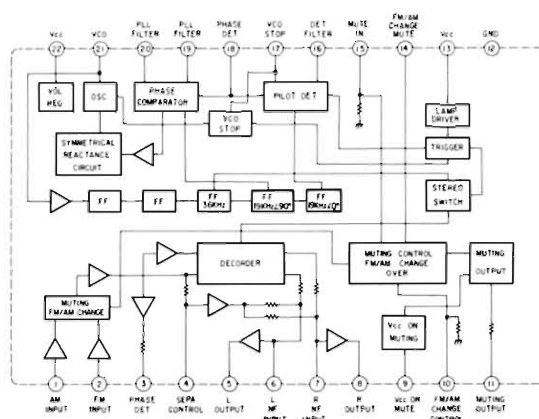 Vcc
VCO
PLL FILTER
PLL FILTER
PHASE DET
VCO STOP
DET FILTER
MUTE IN
FM/AM CHANGE MUTE
Vcc
GND
22
21
20
19
18
17
16
15
14
13
12
VOL REG
OSC
PHASE COMPARATOR
PILOT DET
VCO STOP
LAMP DRIVER
TRIGGER
SYMMETRICAL REACTANCE CIRCUIT
STEREO SWITCH
FF
FF
FF 36KHz
FF 19KHz∠90°
FF 19KHz∠0°
DECORDER
MUTING CONTROL FM/AM CHANGE OVER
MUTING OUTPUT
MUTING FM/AM CHANGE
Vcc ON MUTING
1
2
3
4
5
6
7
8
9
10
11
AM INPUT
FM INPUT
PHASE DET
SEPA CONTROL
L OUTPUT
L NF
R NF
R OUTPUT
Vcc ON MUTE
FM/AM CHANGE
MUTING OUTPUT